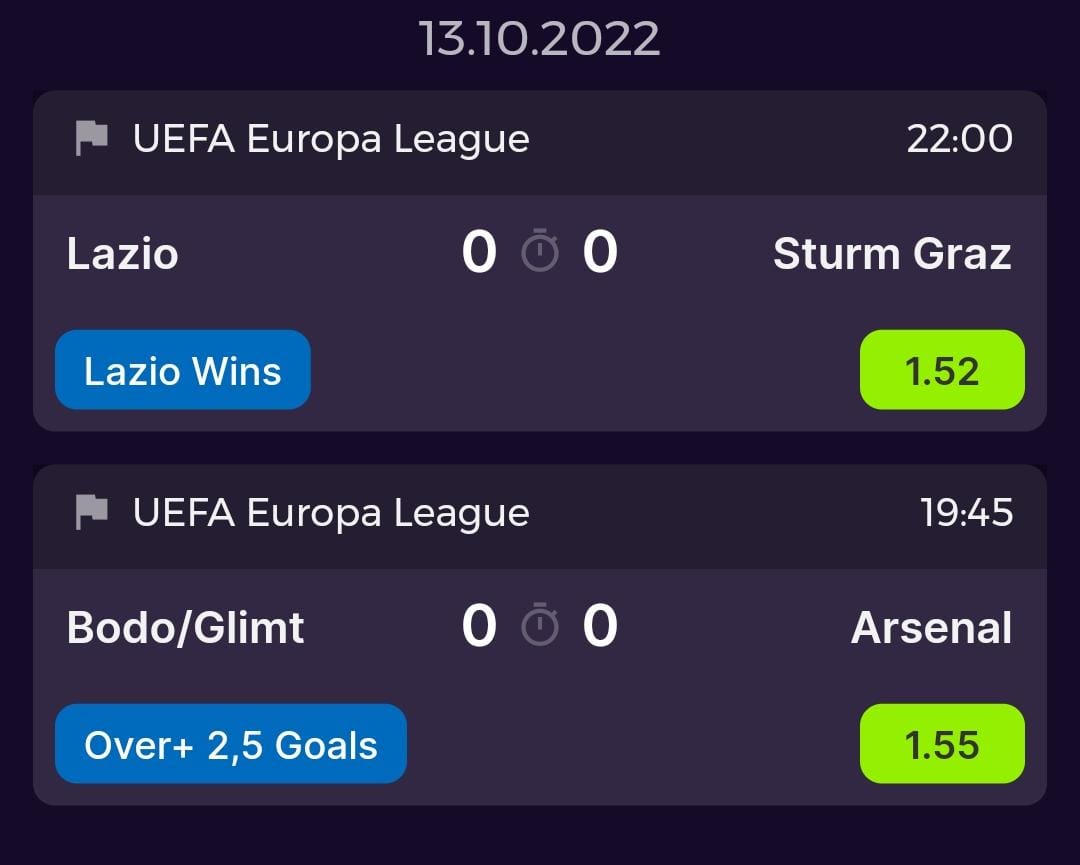 13.10.2022
UEFA Europa League 22:00
Lazio 0 0 Sturm Graz
Lazio Wins 1.52
UEFA Europa League 19:45
Bodo/Glimt 0 0 Arsenal
Over+ 2,5 Goals 1.55